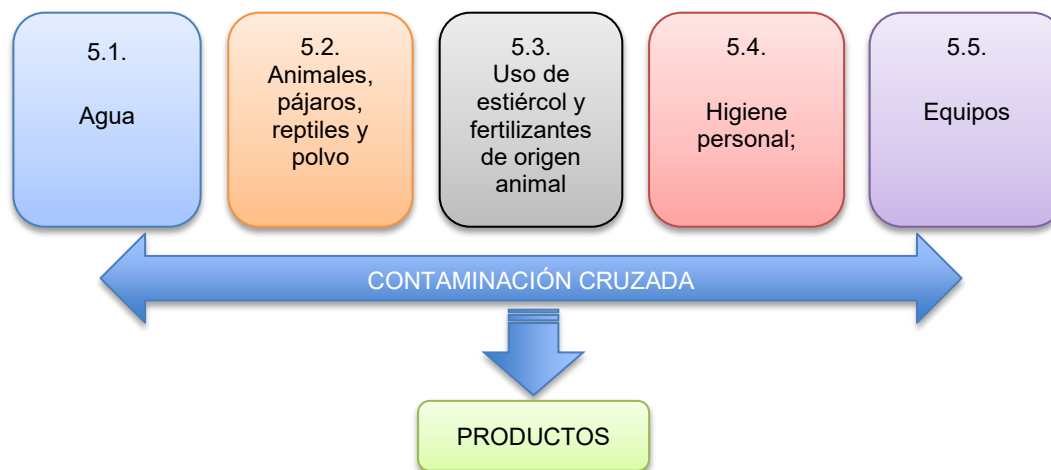 5.1.
Agua
5.2.
Animales,
pájaros,
reptiles y
polvo
5.3.
Uso de
estiércol y
fertilizantes
de origen
animal
5.4.
Higiene
personal;
5.5.
Equipos
CONTAMINACIÓN CRUZADA
PRODUCTOS